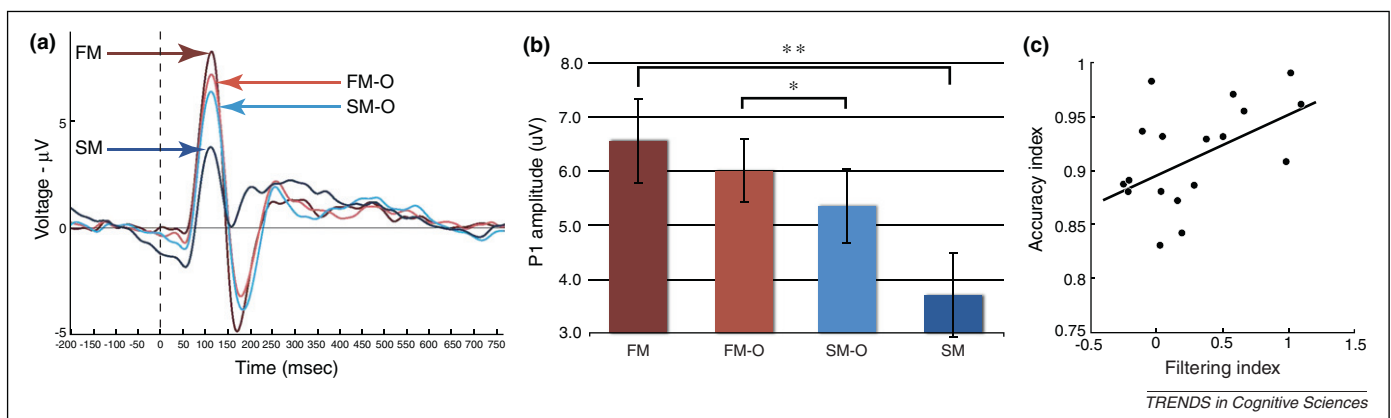 (a)
FM
FM-O
SM-O
SM
Voltage - μV
5
0
-5
-200 -150 -100 -50 0 50 100 150 200 250 300 350 400 450 500 550 600 650 700 750
Time (msec)
(b)
**
*
P1 amplitude (uV)
8.0
7.0
6.0
5.0
4.0
3.0
FM FM-O SM-O SM
(c)
Accuracy index
1
0.95
0.9
0.85
0.8
0.75
-0.5 0 0.5 1 1.5
Filtering index
TRENDS in Cognitive Sciences